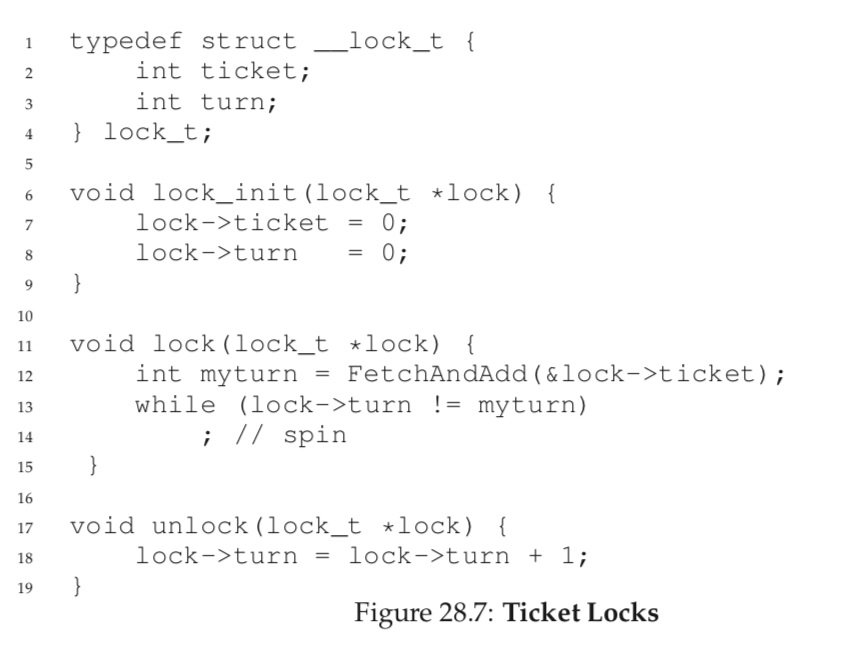 1 typedef struct __lock_t {
2     int ticket;
3     int turn;
4 } lock_t;
5
6 void lock_init(lock_t *lock) {
7     lock->ticket = 0;
8     lock->turn   = 0;
9 }
10
11 void lock(lock_t *lock) {
12     int myturn = FetchAndAdd(&lock->ticket);
13     while (lock->turn != myturn)
14         ; // spin
15  }
16
17 void unlock(lock_t *lock) {
18     lock->turn = lock->turn + 1;
19 }
Figure 28.7: Ticket Locks